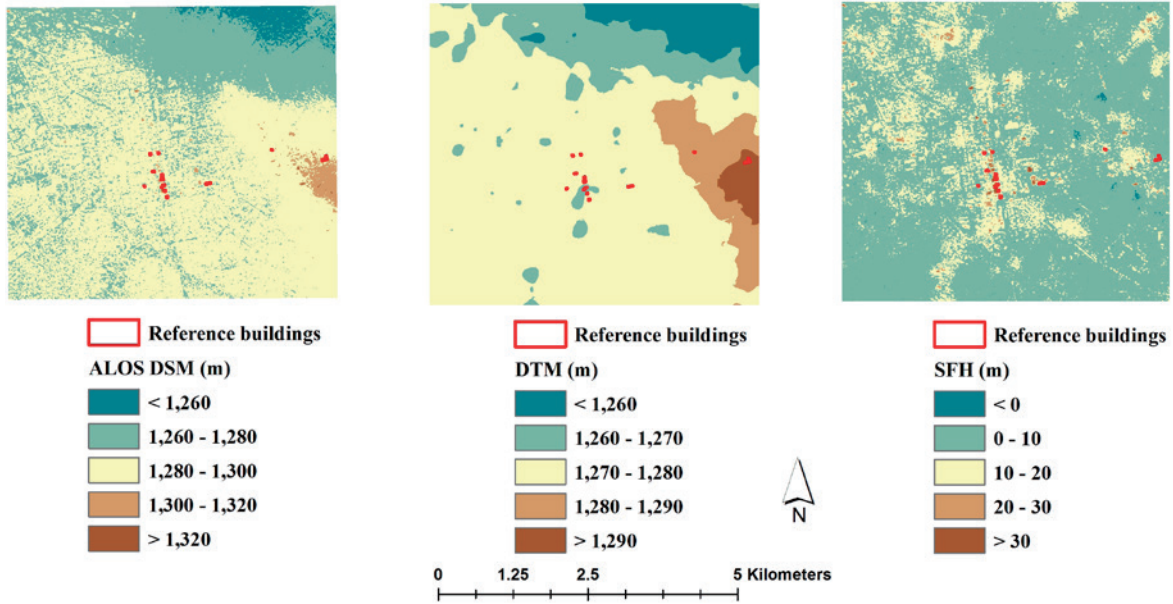 Reference buildings
ALOS DSM (m)
< 1,260
1,260 - 1,280
1,280 - 1,300
1,300 - 1,320
> 1,320
Reference buildings
DTM (m)
< 1,260
1,260 - 1,270
1,270 - 1,280
1,280 - 1,290
> 1,290
Reference buildings
SFH (m)
< 0
0 - 10
10 - 20
20 - 30
> 30
N
0 1.25 2.5 5 Kilometers